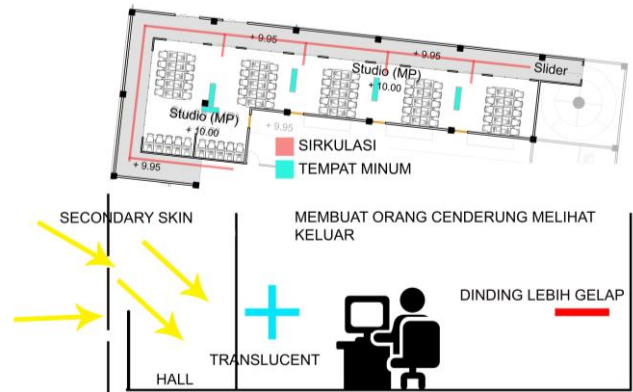 + 9.95
+ 9.95
Studio (MP)
+ 10.00
Slider
Studio (MP)
+ 10.00
+ 9.95
+ 9.95
SIRKULASI
TEMPAT MINUM
SECONDARY SKIN
MEMBUAT ORANG CENDERUNG MELIHAT
KELUAR
DINDING LEBIH GELAP
TRANSLUCENT
HALL